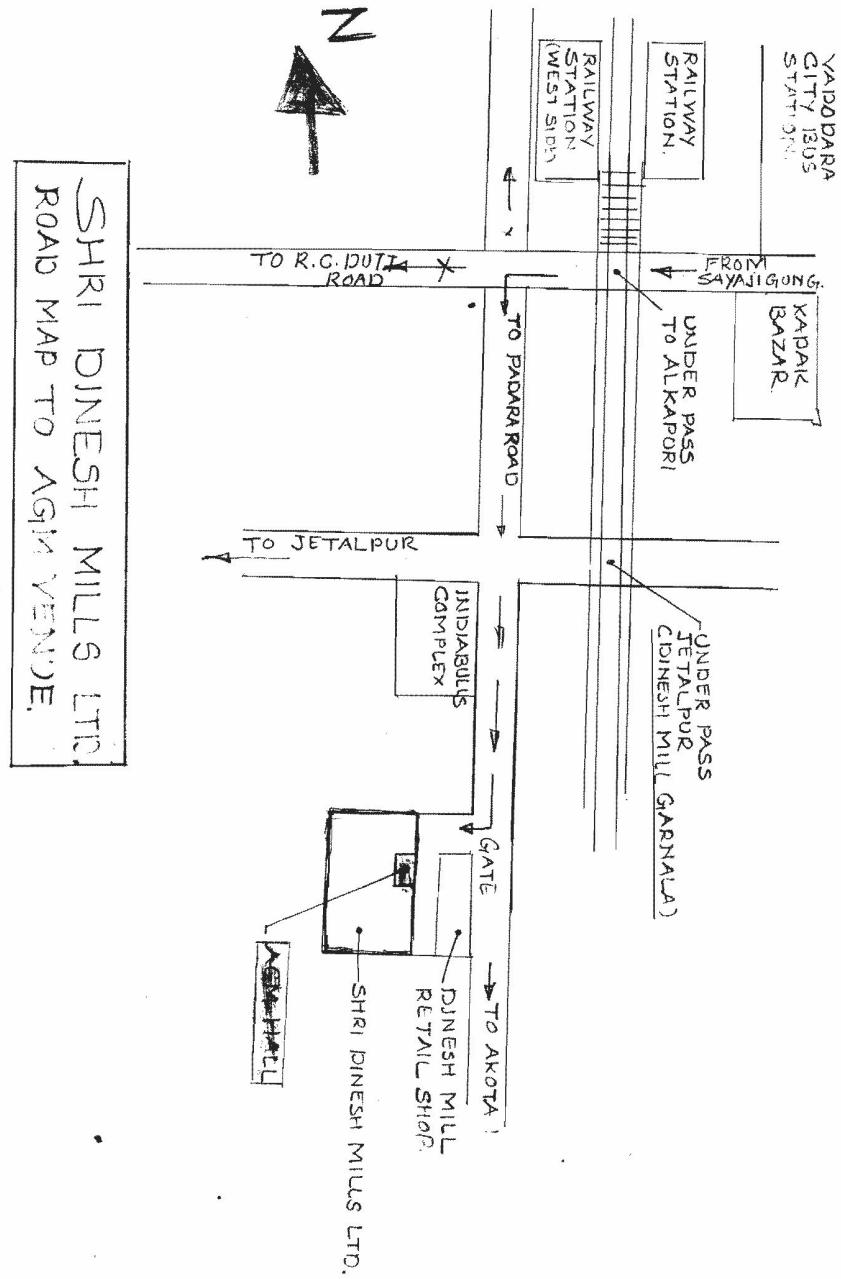 N
VADODARA
CITY BUS
STATION.
RAILWAY
STATION.
RAILWAY
STATION
(WEST SIDE)
FROM
SAYAJIGUNG.
TO R.C. DUTT
ROAD
KADAK
BAZAR
UNDER PASS
TO ALKAPURI
TO PADARA ROAD
TO JETALPUR
INDIABULLS
COMPLEX
UNDER PASS
JETALPUR
(DINESH MILL GARNALA)
GATE
TO AKOTA
DINESH MILL
RETAIL SHOP.
SHRI DINESH MILLS LTD.
AGM HALL
SHRI DINESH MILLS LTD.
ROAD MAP TO AGM VENUE.